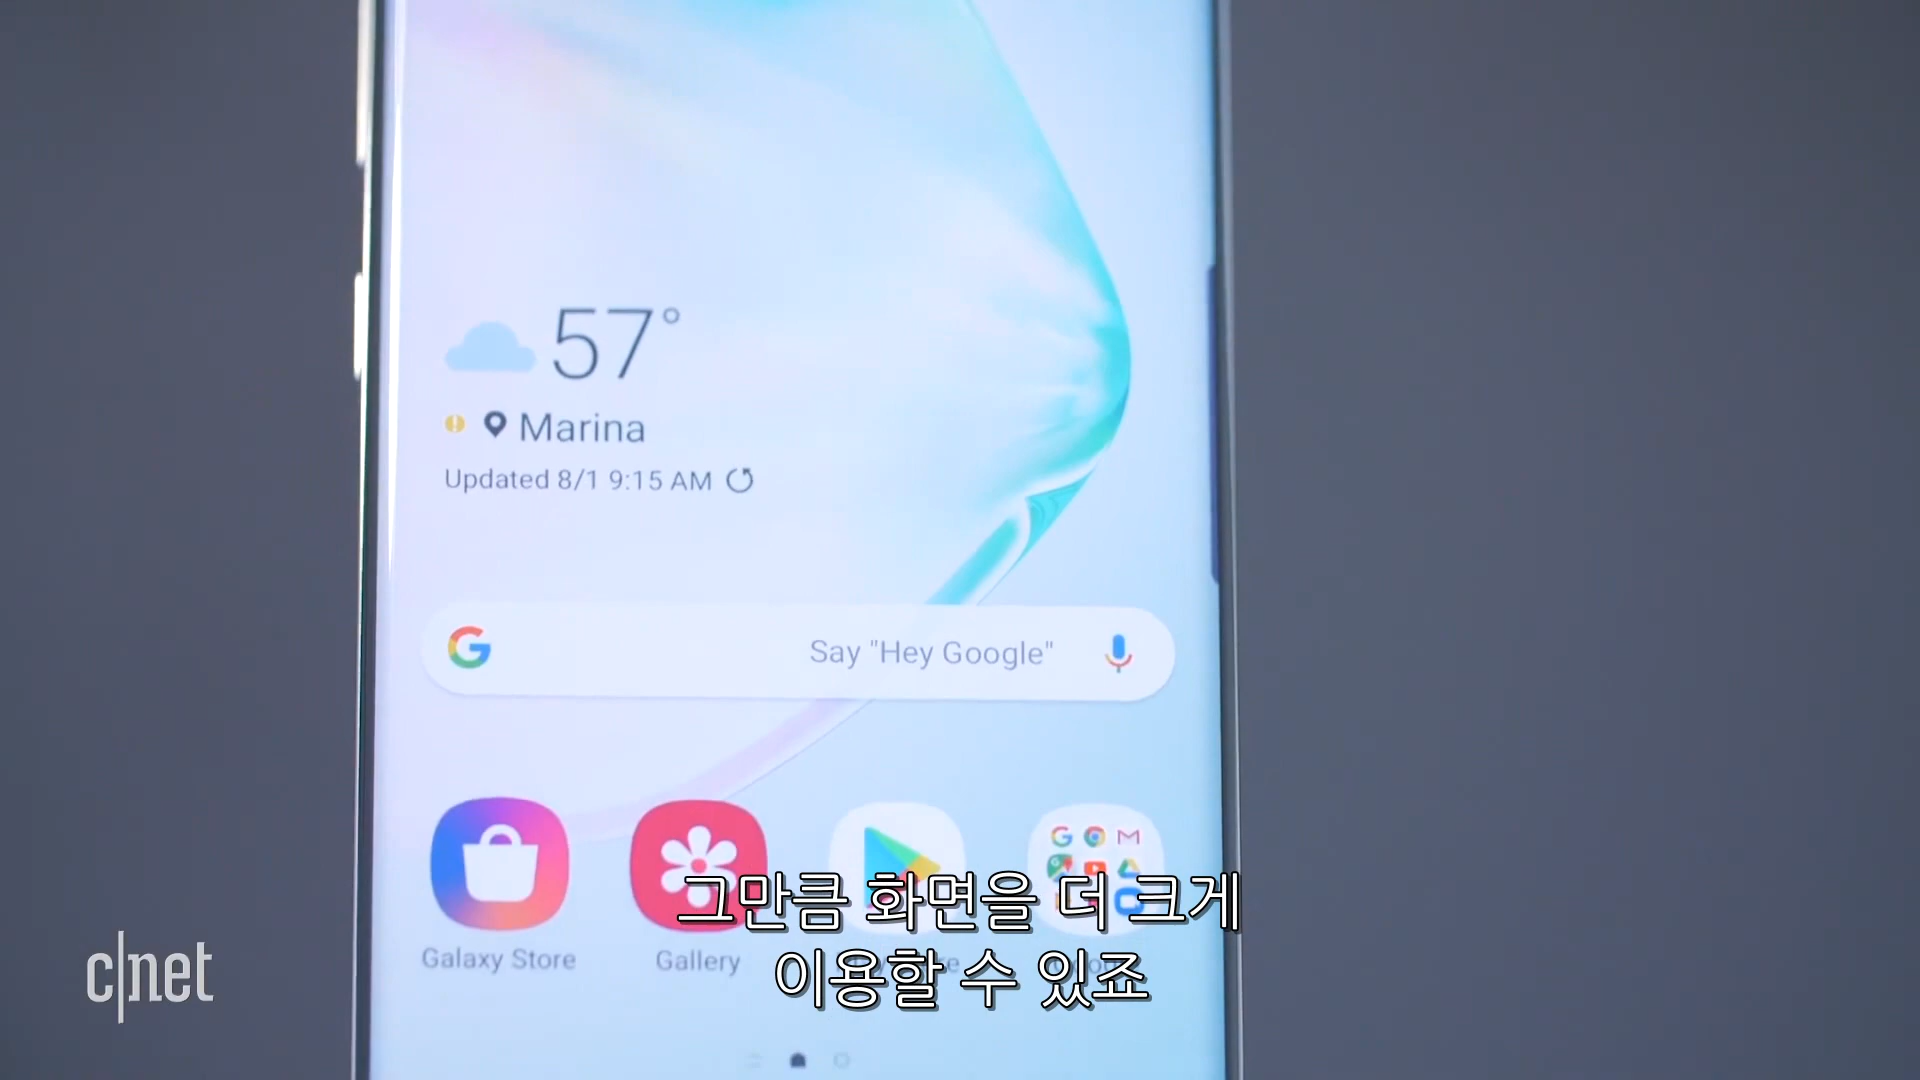 57°
Marina
Updated 8/1 9:15 AM
Say "Hey Google"
Galaxy Store
Gallery
그만큼 화면을 더 크게
이용할 수 있죠
c|net